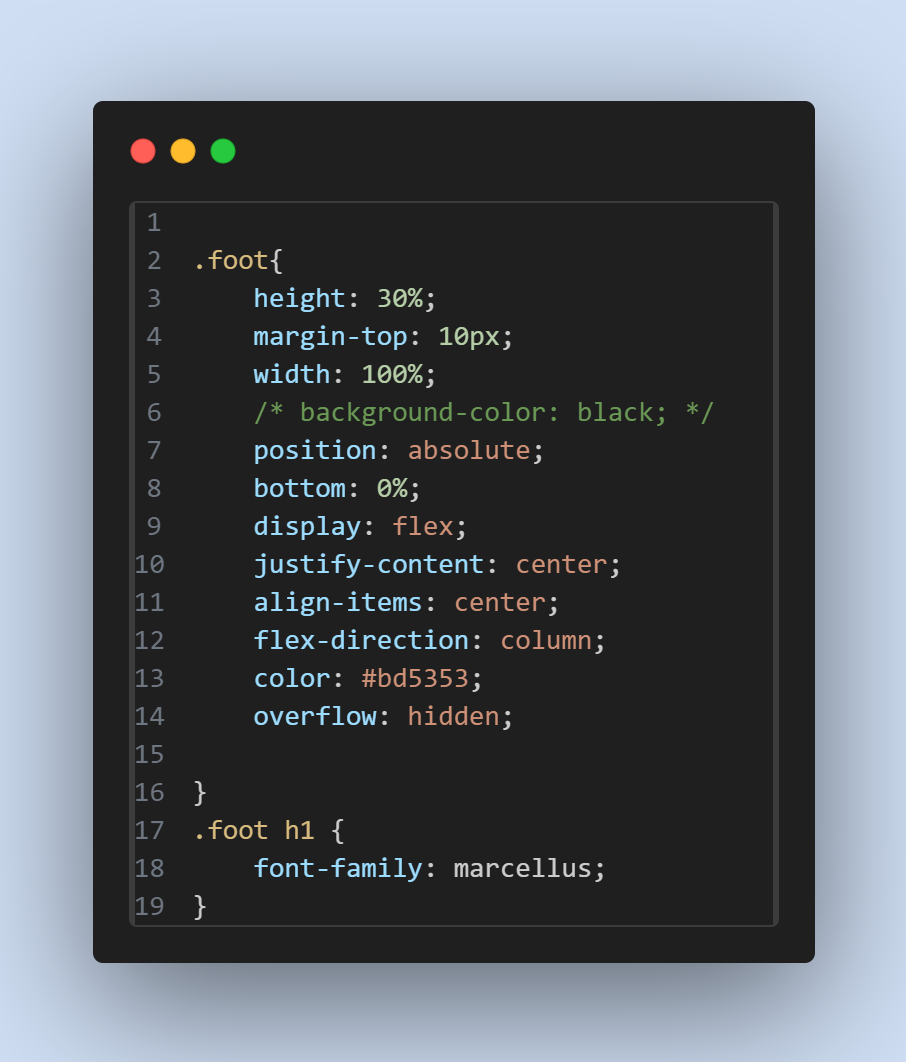 1
2 .foot{
3     height: 30%;
4     margin-top: 10px;
5     width: 100%;
6     /* background-color: black; */
7     position: absolute;
8     bottom: 0%;
9     display: flex;
10     justify-content: center;
11     align-items: center;
12     flex-direction: column;
13     color: #bd5353;
14     overflow: hidden;
15
16 }
17 .foot h1 {
18     font-family: marcellus;
19 }